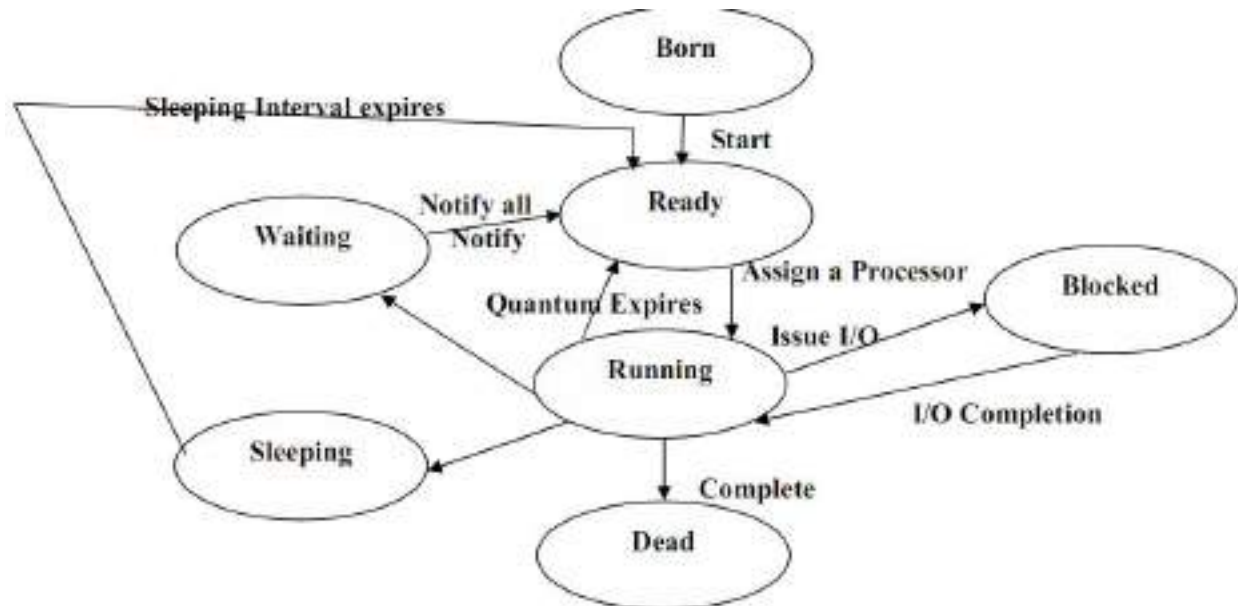 Born
Sleeping Interval expires
Start
Ready
Notify all
Waiting
Notify
Assign a Processor
Blocked
Quantum Expires
Issue I/O
Running
I/O Completion
Sleeping
Complete
Dead